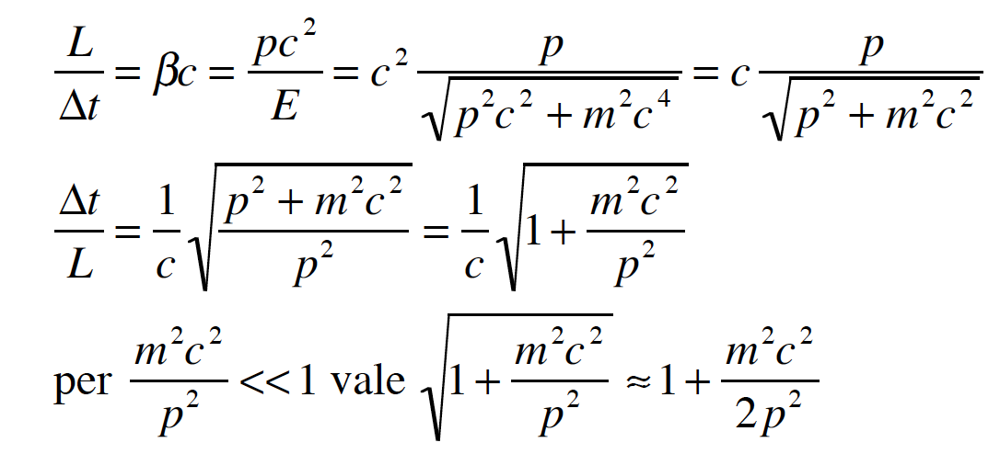 L/Δt = βc = pc²/E = c² p/√(p²c² + m²c⁴) = c p/√(p² + m²c²)
Δt/L = 1/c √((p² + m²c²)/p²) = 1/c √(1 + m²c²/p²)
per m²c²/p² << 1 vale √(1 + m²c²/p²) ≈ 1 + m²c²/2p²